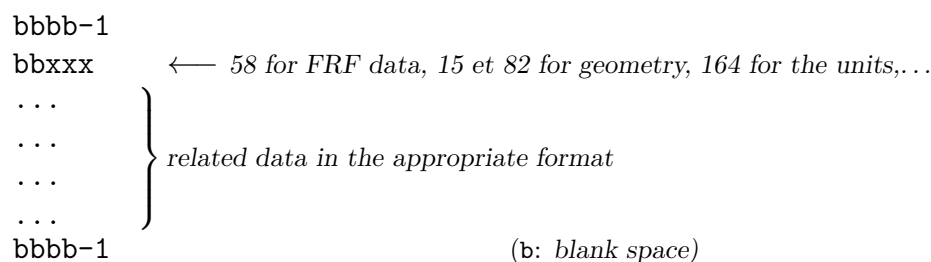 bbbb-1
bbxxx ⟵ 58 for FRF data, 15 et 82 for geometry, 164 for the units,...
...
...
related data in the appropriate format
...
...
bbbb-1 (b: blank space)